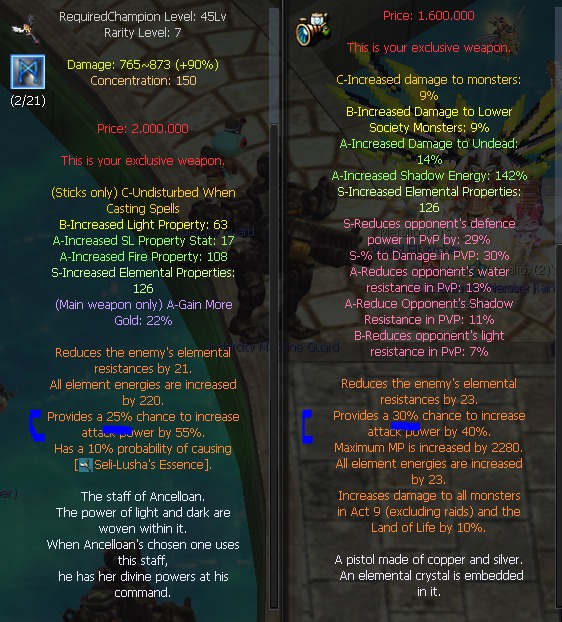 RequiredChampion Level: 45Lv
Rarity Level: 7
Damage: 765~873 (+90%)
Concentration: 150
(2/21)
Price: 2.000.000
This is your exclusive weapon.
(Sticks only) C-Undisturbed When
Casting Spells
B-Increased Light Property: 63
A-Increased SL Property Stat: 17
A-Increased Fire Property: 108
S-Increased Elemental Properties:
126
(Main weapon only) A-Gain More
Gold: 22%
Reduces the enemy's elemental
resistances by 21.
All element energies are increased
by 220.
Provides a 25% chance to increase
attack power by 55%.
Has a 10% probability of causing
[Seli-Lusha's Essence].
The staff of Ancelloan.
The power of light and dark are
woven within it.
When Ancelloan's chosen one uses
this staff,
he has her divine powers at his
command.
Price: 1.600.000
This is your exclusive weapon.
C-Increased damage to monsters:
9%
B-Increased Damage to Lower
Society Monsters: 9%
A-Increased Damage to Undead:
14%
A-Increased Shadow Energy: 142%
S-Increased Elemental Properties:
126
S-Reduces opponent's defence
power in PvP by: 29%
S-% to Damage in PVP: 30%
A-Reduces opponent's water
resistance in PvP: 13%
A-Reduce Opponent's Shadow
Resistance in PVP: 11%
B-Reduces opponent's light
resistance in PvP: 7%
Reduces the enemy's elemental
resistances by 23.
Provides a 30% chance to increase
attack power by 40%.
Maximum MP is increased by 2280.
All element energies are increased
by 23.
Increases damage to all monsters
in Act 9 (excluding raids) and the
Land of Life by 10%.
A pistol made of copper and silver.
An elemental crystal is embedded
in it.